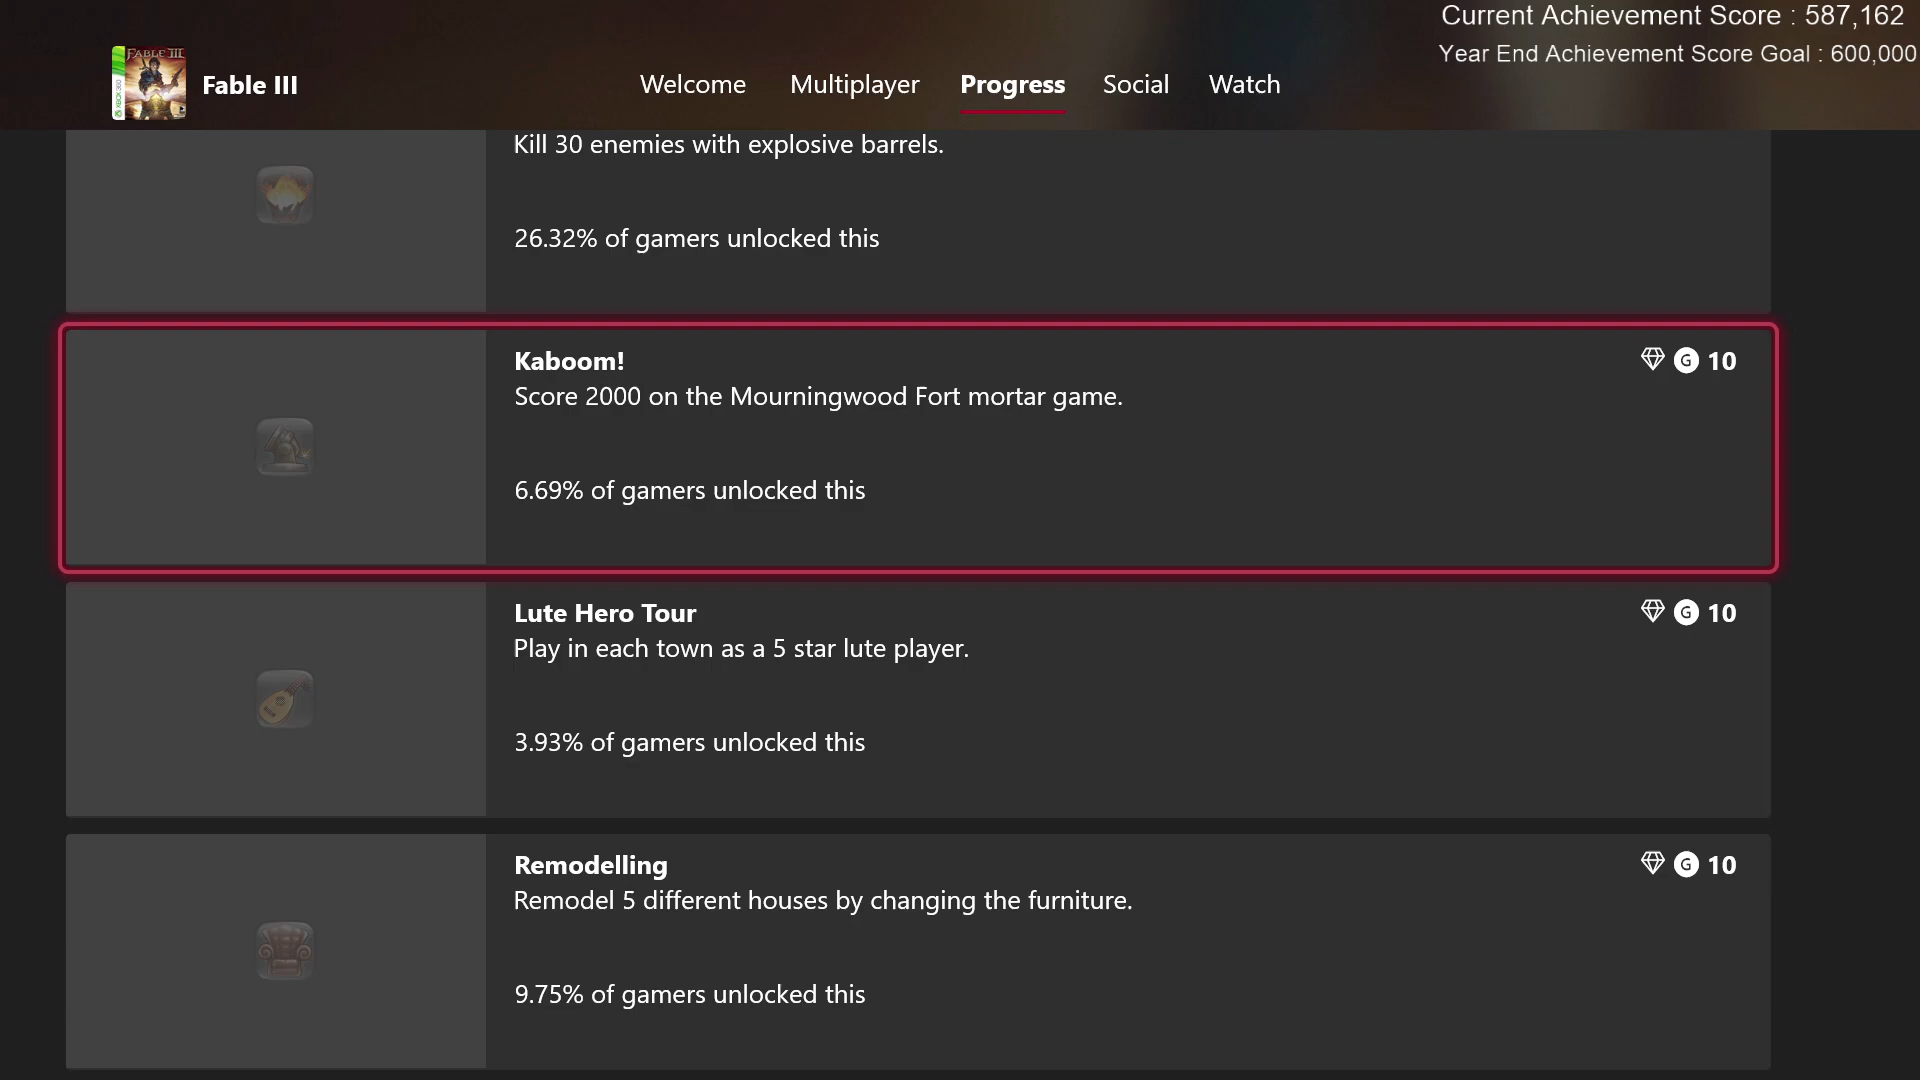 Current Achievement Score : 587,162
Year End Achievement Score Goal : 600,000
FABLE III
XBOX 360
Fable III
Welcome
Multiplayer
Progress
Social
Watch
Kill 30 enemies with explosive barrels.
26.32% of gamers unlocked this
Kaboom!
G 10
Score 2000 on the Mourningwood Fort mortar game.
6.69% of gamers unlocked this
Lute Hero Tour
G 10
Play in each town as a 5 star lute player.
3.93% of gamers unlocked this
Remodelling
G 10
Remodel 5 different houses by changing the furniture.
9.75% of gamers unlocked this